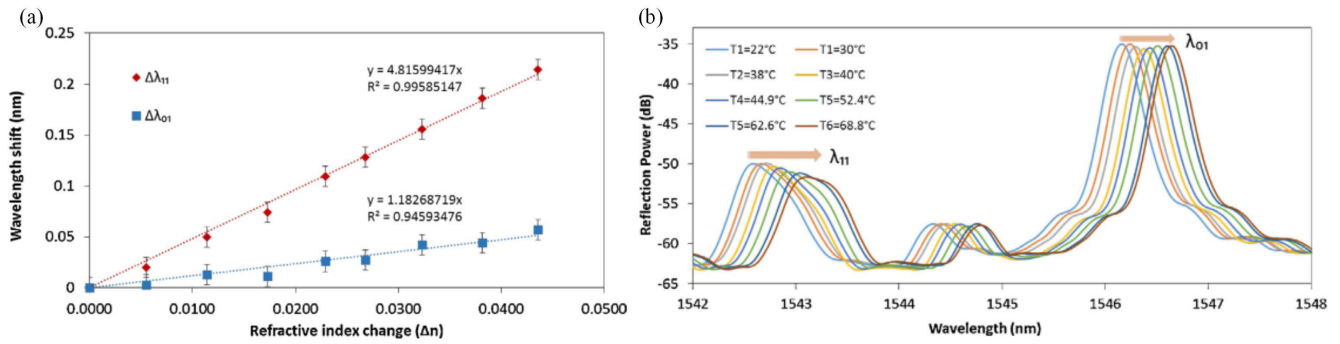 (a)
0.25
0.2
0.15
0.1
0.05
0
Wavelength shift (nm)
Δλ₁₁
Δλ₀₁
y = 4.81599417x
R² = 0.99585147
y = 1.18268719x
R² = 0.94593476
0.0000 0.0100 0.0200 0.0300 0.0400 0.0500
Refractive index change (Δn)
(b)
-35
-40
-45
-50
-55
-60
-65
Reflection Power (dB)
T1=22°C T1=30°C
T2=38°C T3=40°C
T4=44.9°C T5=52.4°C
T5=62.6°C T6=68.8°C
λ₀₁
λ₁₁
1542 1543 1544 1545 1546 1547 1548
Wavelength (nm)